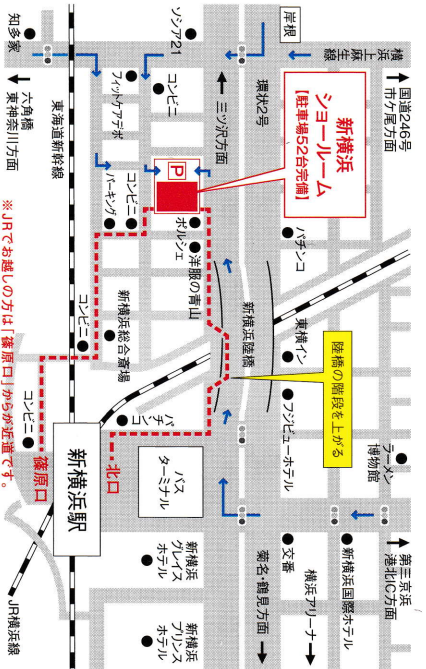 岸根
横浜上麻生線
国道246号
市ケ尾方面
知多家
ソシア21
環状2号
三ツ沢方面
コンビニ
フィットケアデポ
六角橋
東神奈川方面
東海道新幹線
新横浜
ショールーム
【駐車場52台完備】
P
コンビニ
パーキング
ポルシェ
洋服の青山
パチンコ
新横浜陸橋
東横イン
陸橋の階段を上がる
新横浜総合斎場
コンビニ
フジビューホテル
ラーメン
博物館
パチンコ
コンビニ
篠原口
北口
新横浜駅
バス
ターミナル
交番
新横浜国際ホテル
第三京浜
港北IC方面
横浜アリーナ
菊名・鶴見方面
新横浜
グレイス
ホテル
新横浜
プリンス
ホテル
JR横浜線
※JRでお越しの方は「篠原口」からが近道です。